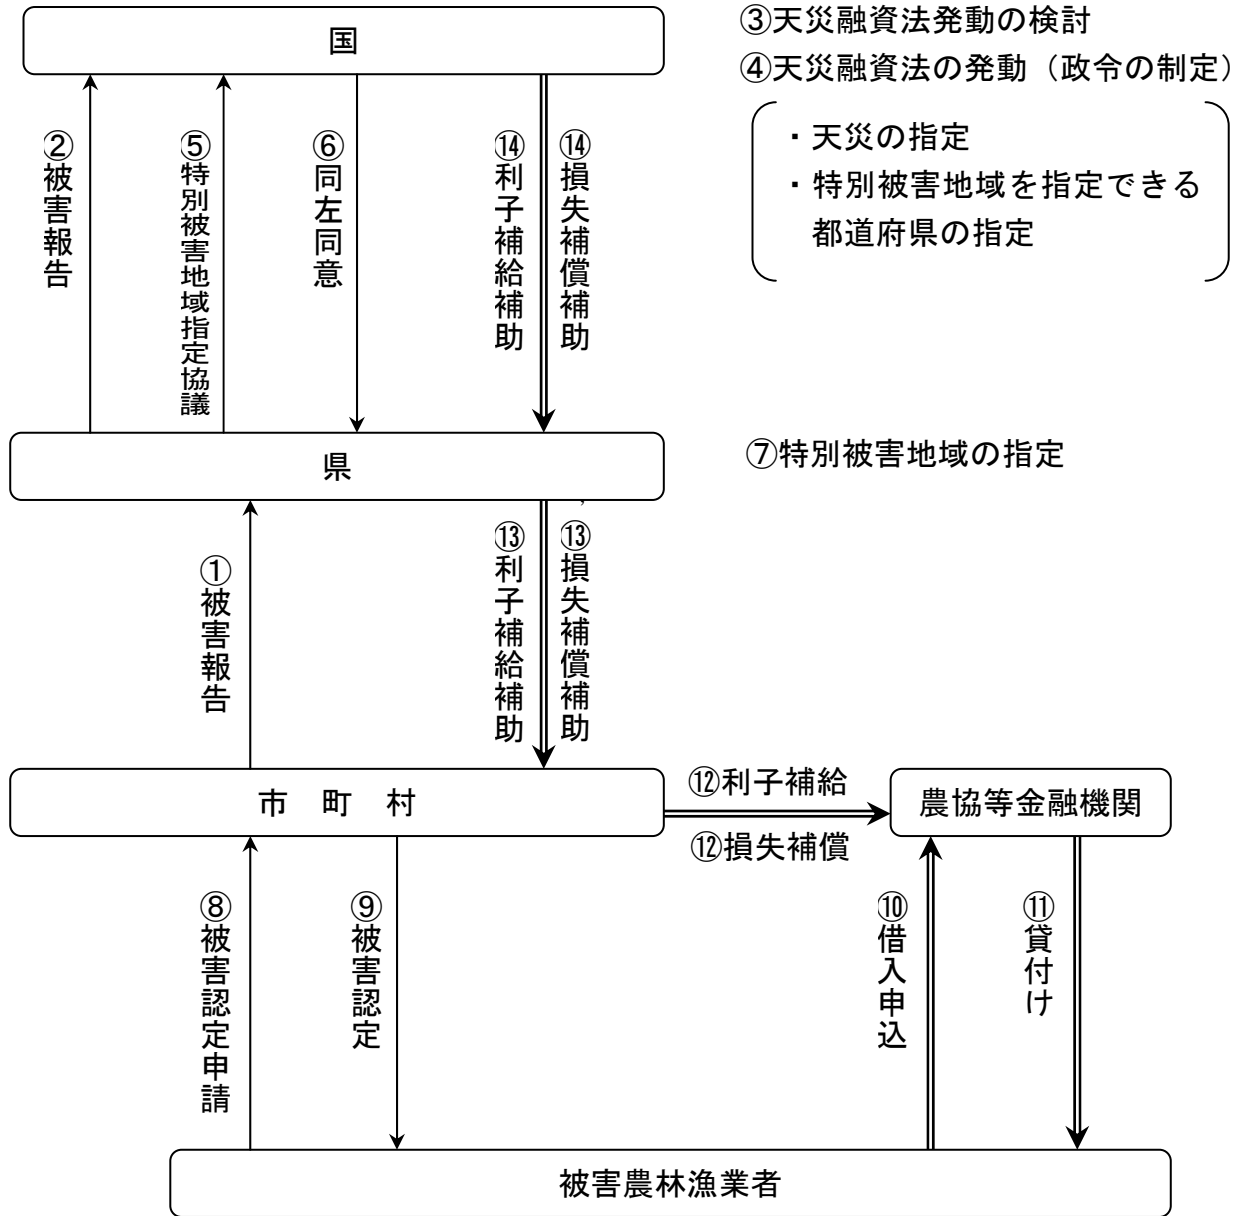 国
③天災融資法発動の検討
④天災融資法の発動（政令の制定）
・天災の指定
・特別被害地域を指定できる
都道府県の指定
②被害報告
⑤特別被害地域指定協議
⑥同左同意
⑭利子補給補助
⑭損失補償補助
県
⑦特別被害地域の指定
①被害報告
⑬利子補給補助
⑬損失補償補助
市　町　村
⑫利子補給
⑫損失補償
農協等金融機関
⑧被害認定申請
⑨被害認定
⑩借入申込
⑪貸付け
被害農林漁業者